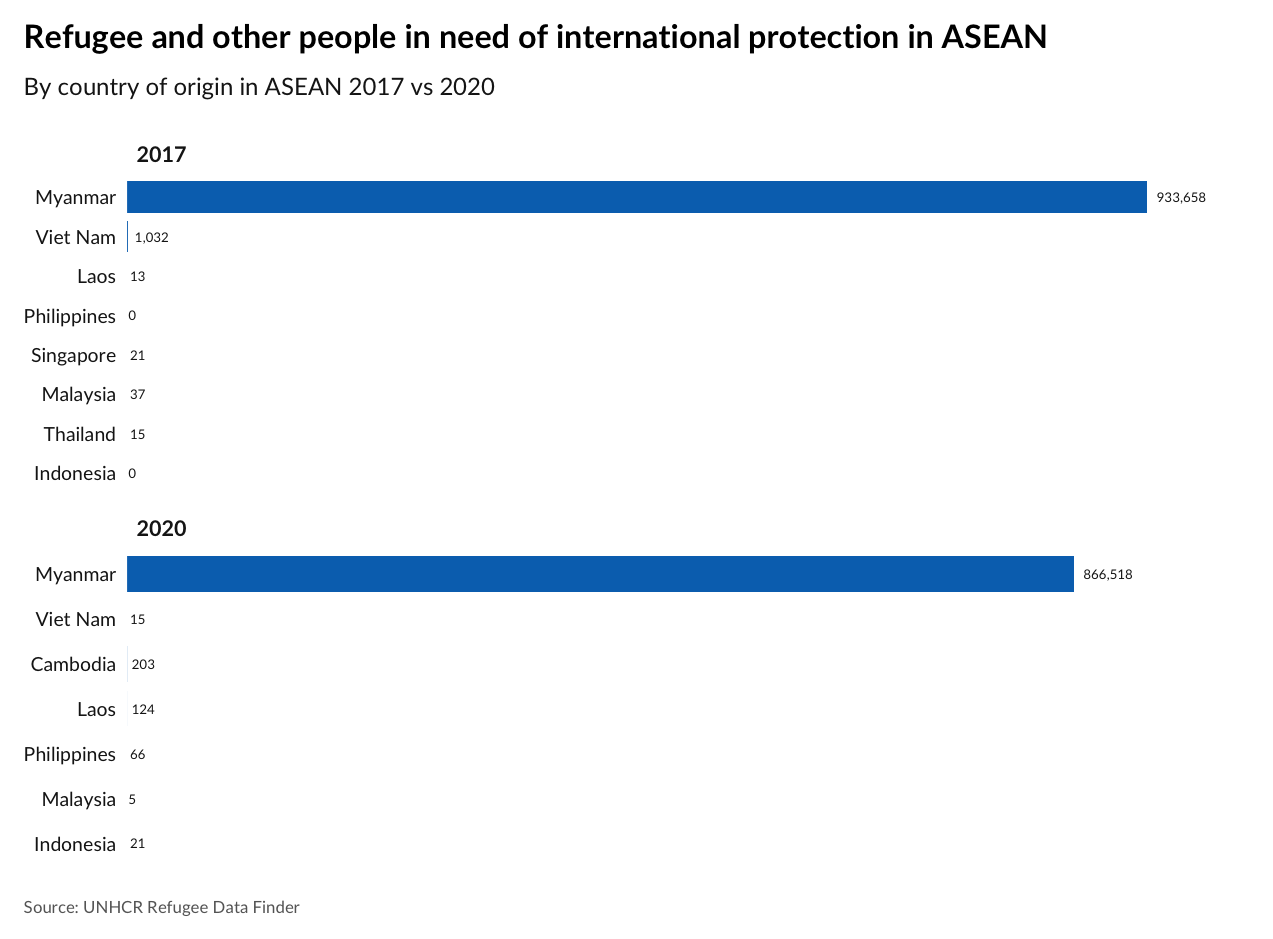 Refugee and other people in need of international protection in ASEAN
By country of origin in ASEAN 2017 vs 2020
2017
Myanmar 933,658
Viet Nam 1,032
Laos 13
Philippines 0
Singapore 21
Malaysia 37
Thailand 15
Indonesia 0
2020
Myanmar 866,518
Viet Nam 15
Cambodia 203
Laos 124
Philippines 66
Malaysia 5
Indonesia 21
Source: UNHCR Refugee Data Finder